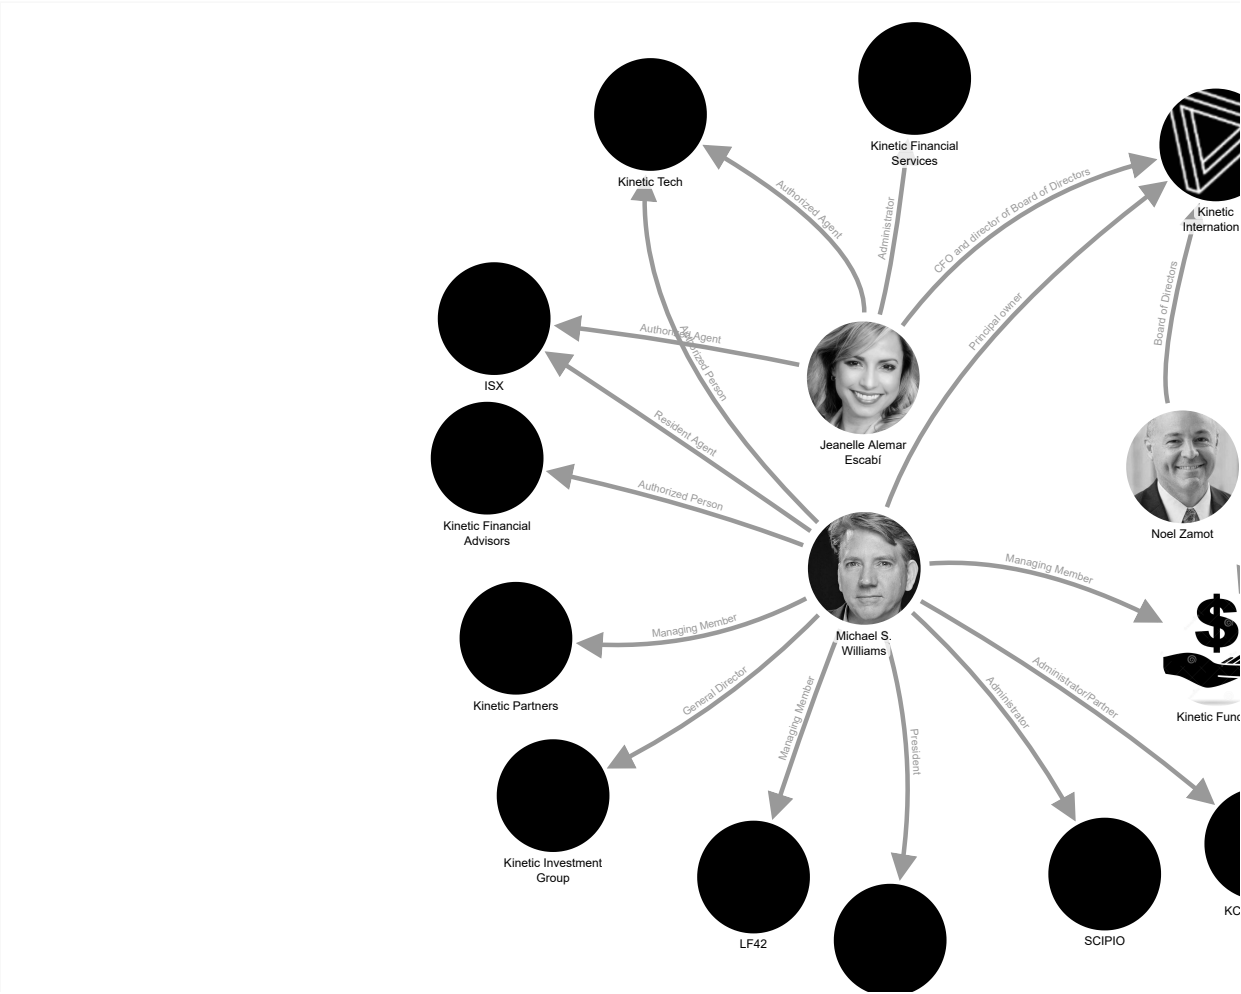 Kinetic Financial
Services
Kinetic Tech
Authorized Agent
Administrator
CFO and director of Board of Directors
Kinetic
Internation
Principal owner
Board of Directors
ISX
Authorized Agent
Authorized Person
Resident Agent
Jeanelle Alemar
Escabí
Kinetic Financial
Advisors
Authorized Person
Noel Zamot
Managing Member
Michael S.
Williams
Managing Member
$
Kinetic Partners
General Director
Managing Member
President
Administrator
Administrator/Partner
Kinetic Func
Kinetic Investment
Group
LF42
SCIPIO
KC